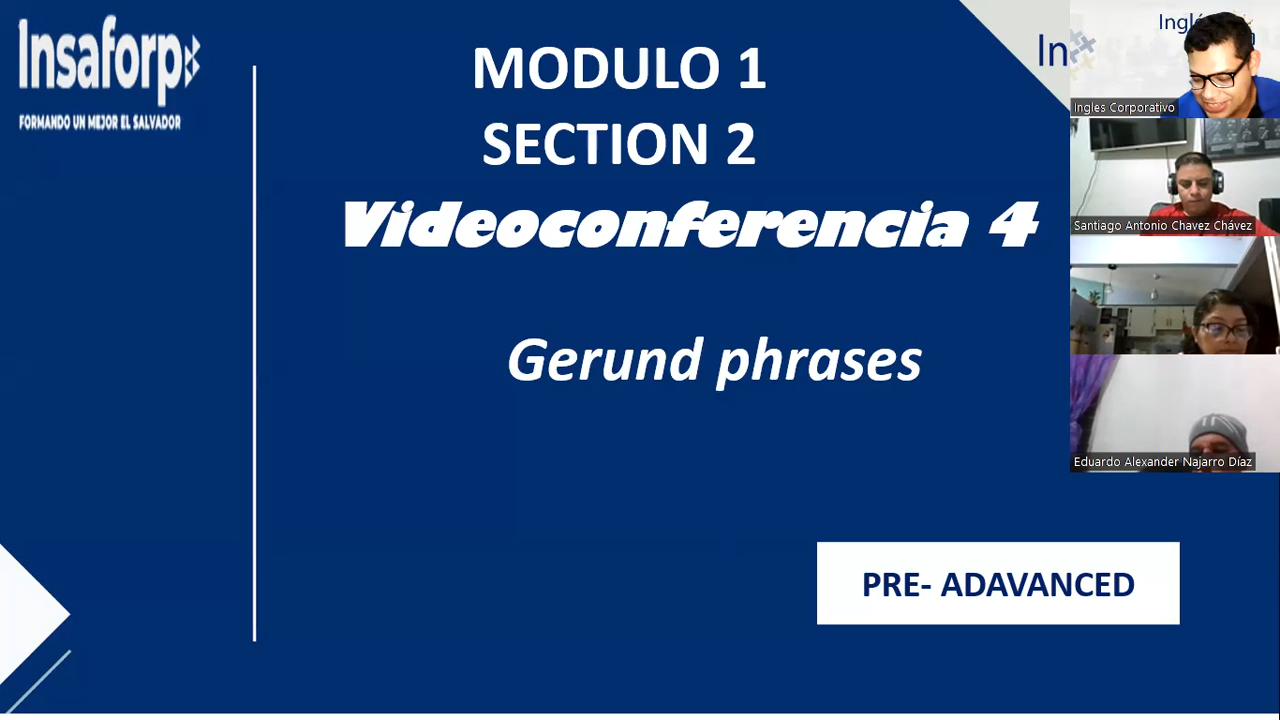 Insaforp
FORMANDO UN MEJOR EL SALVADOR
MODULO 1
SECTION 2
Videoconferencia 4
Gerund phrases
PRE- ADAVANCED
In
Inglé
Ingles Corporativo
Santiago Antonio Chavez Chávez
Eduardo Alexander Najarro Díaz